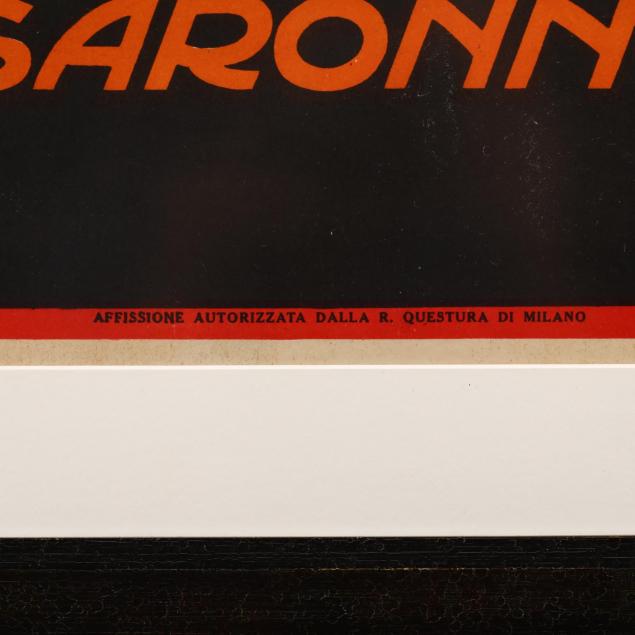 SARONN
AFFISSIONE AUTORIZZATA DALLA R. QUESTURA DI MILANO